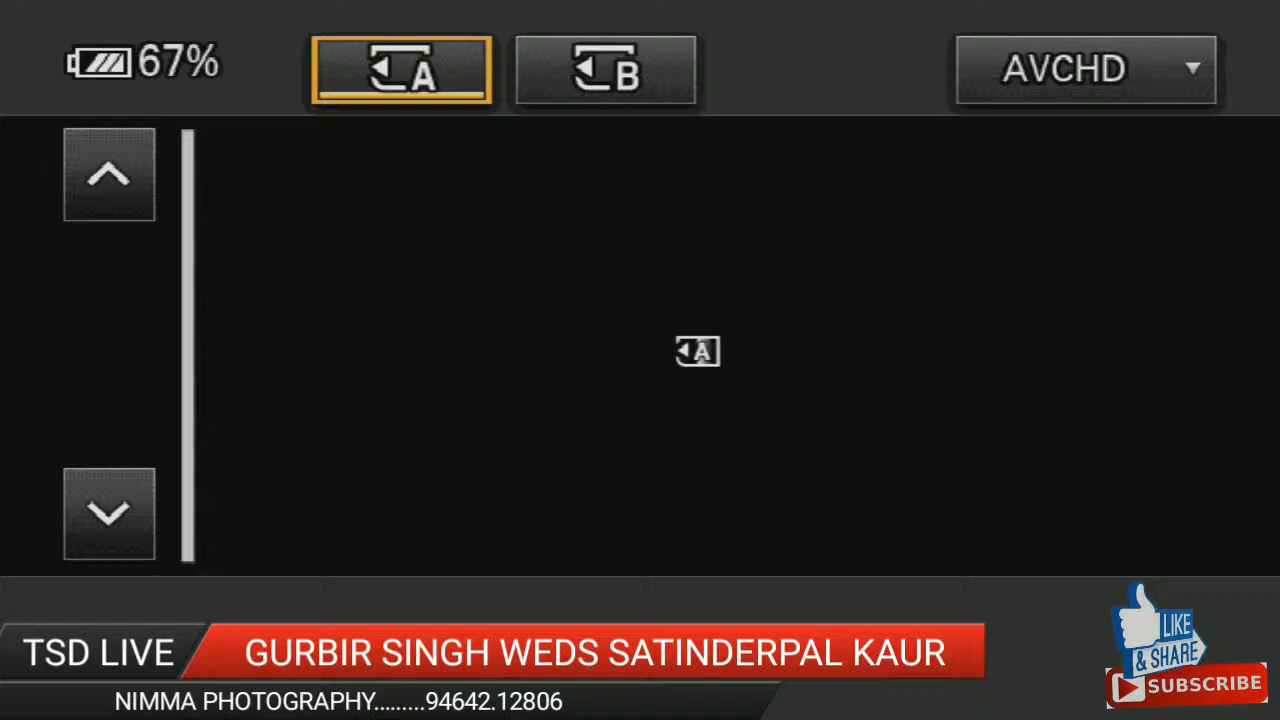 67%
A
B
AVCHD
A
LIKE
& SHARE
SUBSCRIBE
TSD LIVE
GURBIR SINGH WEDS SATINDERPAL KAUR
NIMMA PHOTOGRAPHY.........94642.12806